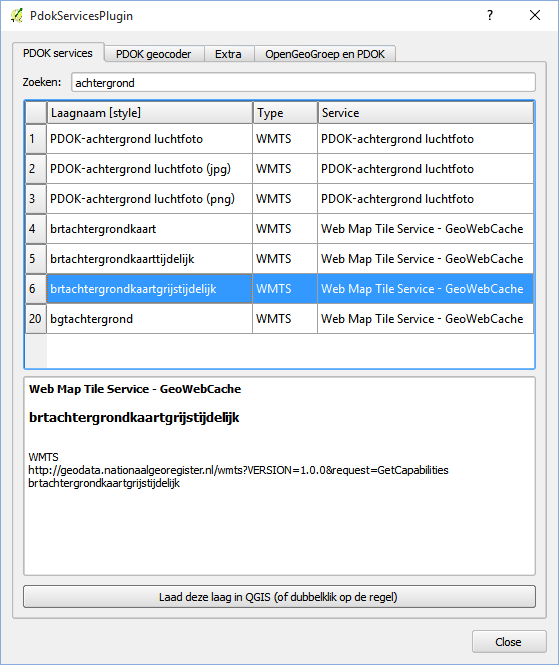 PdokServicesPlugin
?
PDOK services PDOK geocoder Extra OpenGeoGroep en PDOK
Zoeken: achtergrond
Laagnaam [style] Type Service
1 PDOK-achtergrond luchtfoto WMTS PDOK-achtergrond luchtfoto
2 PDOK-achtergrond luchtfoto (jpg) WMTS PDOK-achtergrond luchtfoto
3 PDOK-achtergrond luchtfoto (png) WMTS PDOK-achtergrond luchtfoto
4 brtachtergrondkaart WMTS Web Map Tile Service - GeoWebCache
5 brtachtergrondkaarttijdelijk WMTS Web Map Tile Service - GeoWebCache
6 brtachtergrondkaartgrijstijdelijk WMTS Web Map Tile Service - GeoWebCache
20 bgtachtergrond WMTS Web Map Tile Service - GeoWebCache
Web Map Tile Service - GeoWebCache
brtachtergrondkaartgrijstijdelijk
WMTS
http://geodata.nationaalgeoregister.nl/wmts?VERSION=1.0.0&request=GetCapabilities
brtachtergrondkaartgrijstijdelijk
Laad deze laag in QGIS (of dubbelklik op de regel)
Close